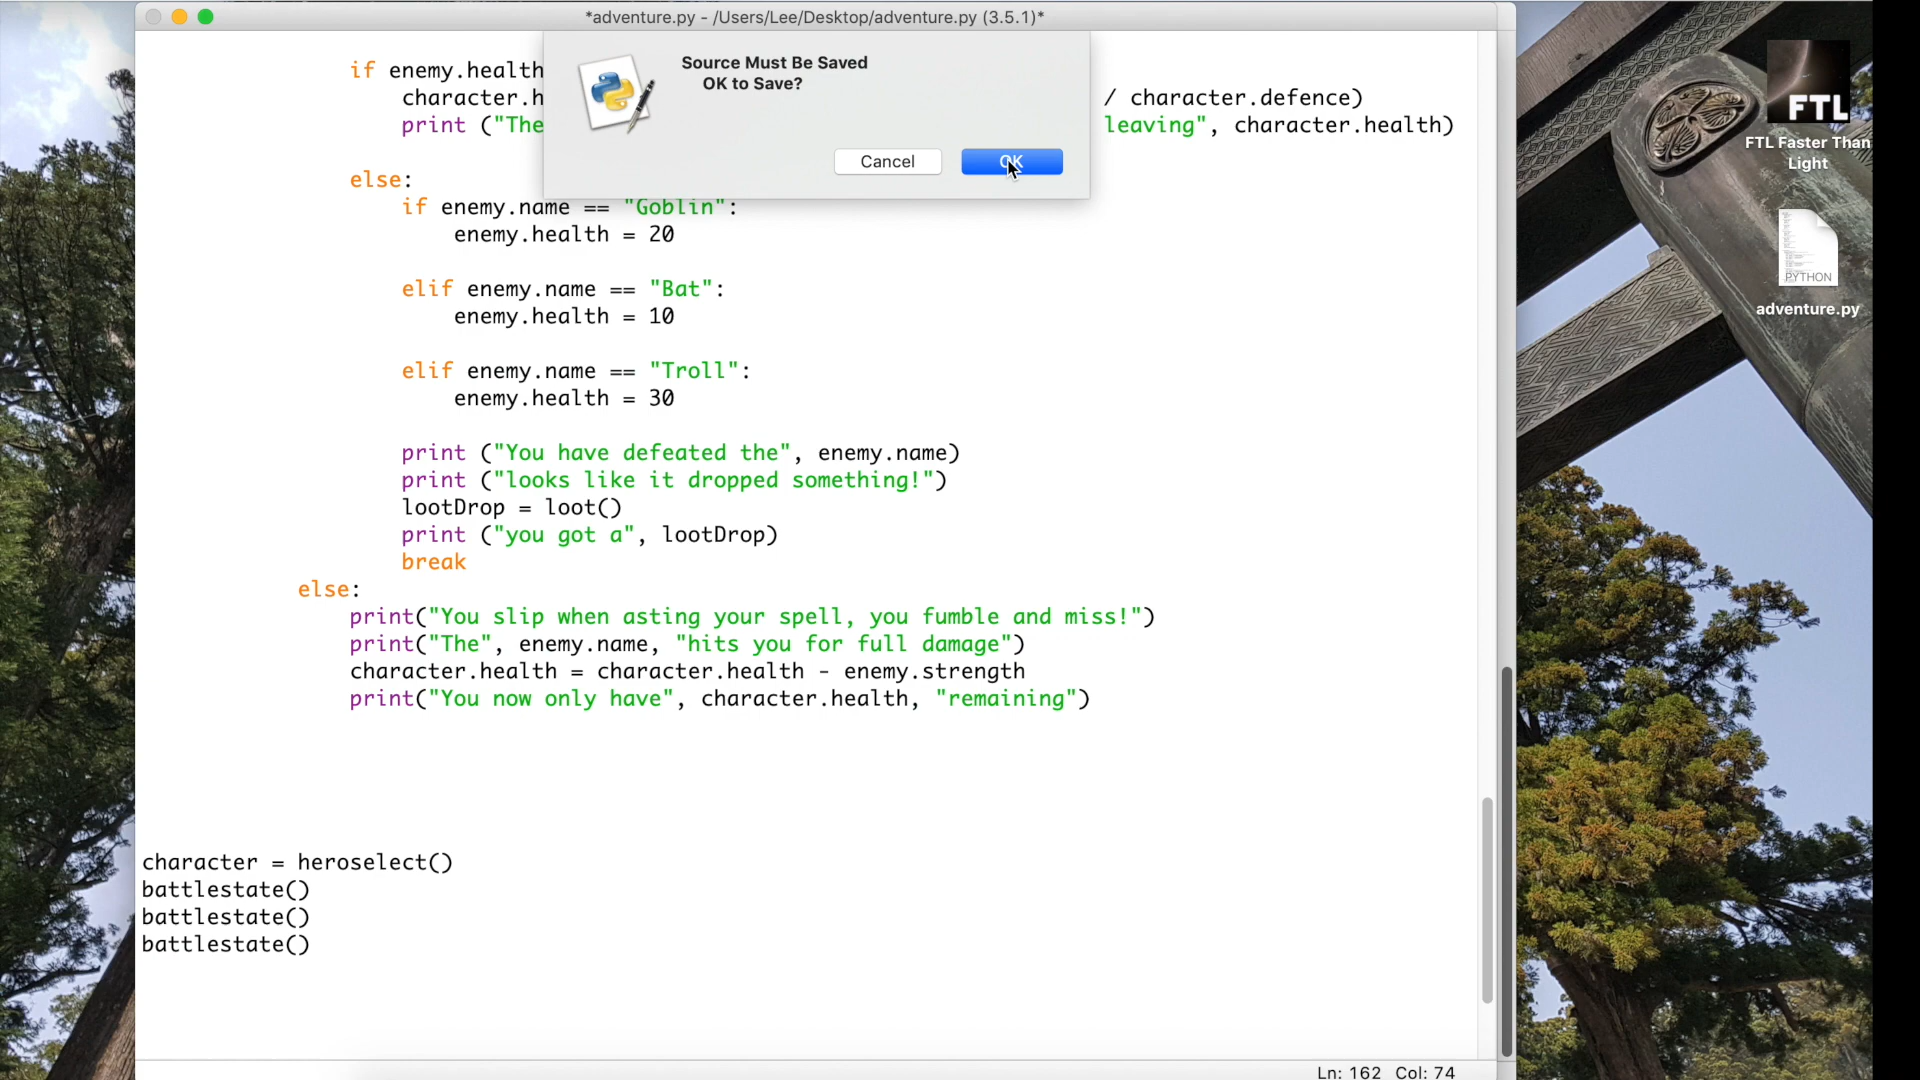 *adventure.py - /Users/Lee/Desktop/adventure.py (3.5.1)*
Source Must Be Saved
OK to Save?
Cancel
OK
if enemy.health
character.h / character.defence)
print ("The leaving", character.health)
else:
if enemy.name == "Goblin":
enemy.health = 20
elif enemy.name == "Bat":
enemy.health = 10
elif enemy.name == "Troll":
enemy.health = 30
print ("You have defeated the", enemy.name)
print ("looks like it dropped something!")
lootDrop = loot()
print ("you got a", lootDrop)
break
else:
print("You slip when asting your spell, you fumble and miss!")
print("The", enemy.name, "hits you for full damage")
character.health = character.health - enemy.strength
print("You now only have", character.health, "remaining")
character = heroselect()
battlestate()
battlestate()
battlestate()
Ln: 162 Col: 74
FTL
FTL Faster Than
Light
PYTHON
adventure.py